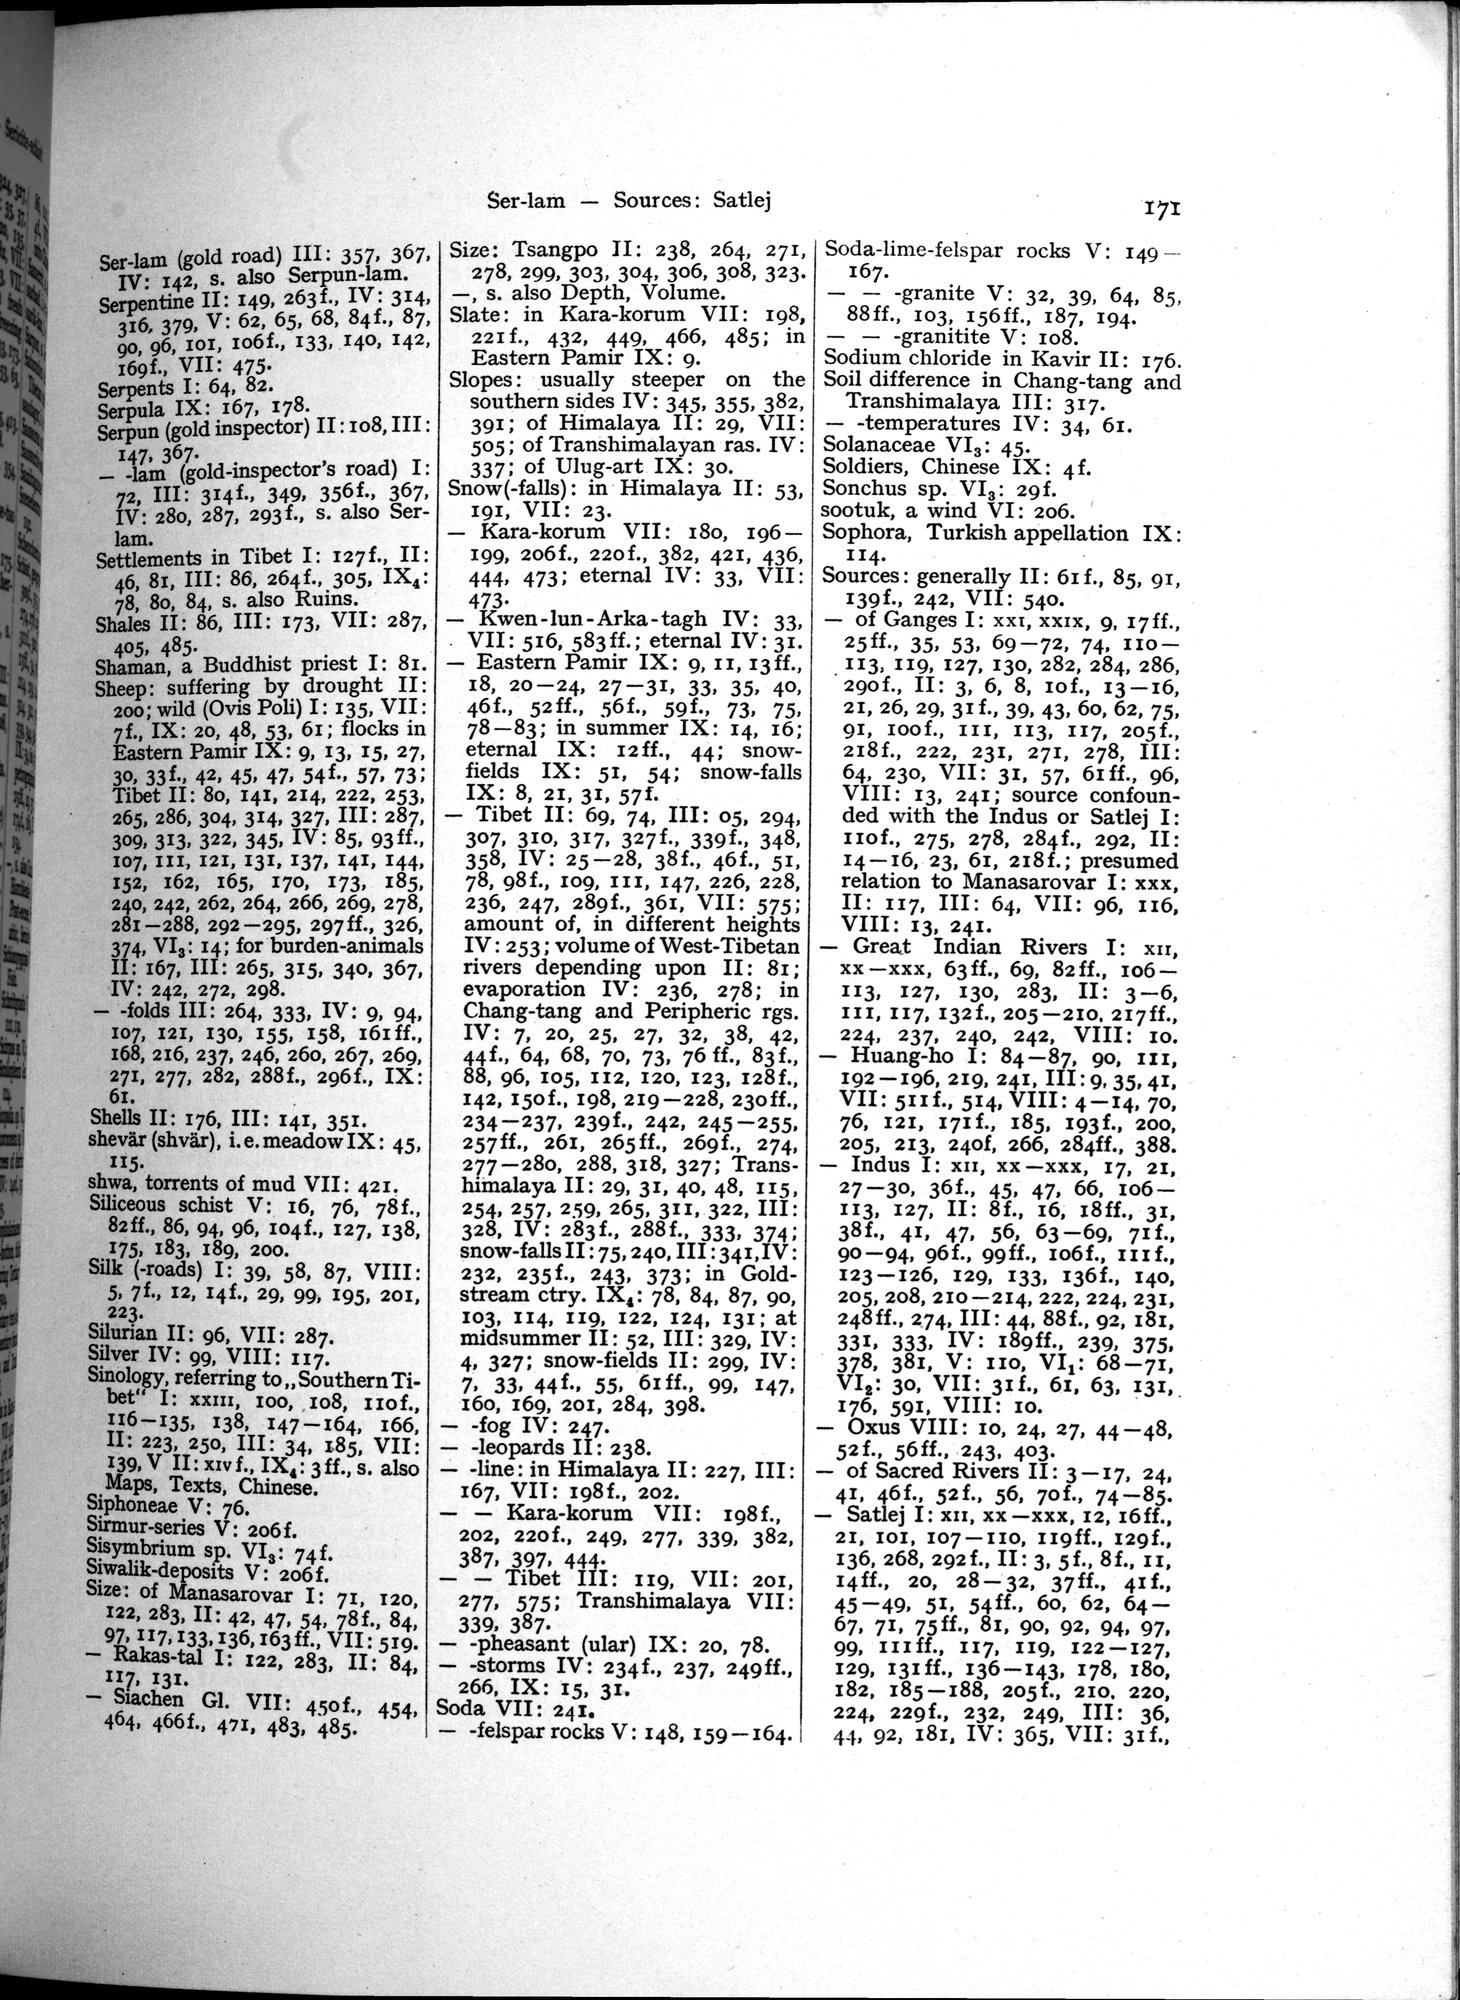 Ser-lam — Sources: Satlej
171
Ser-lam (gold road) III: 357, 367,
IV: 142, s. also Serpun-lam.
Serpentine II: 149, 263f., IV: 314,
316, 379, V: 62, 65, 68, 84f., 87,
90, 96, 101, 106f., 133, 140, 142,
169f., VII: 475.
Serpents I: 64, 82.
Serpula IX: 167, 178.
Serpun (gold inspector) II: 108, III:
147, 367.
— -lam (gold-inspector's road) I:
72, III: 314f., 349, 356f., 367,
IV: 280, 287, 293f., s. also Ser-
lam.
Settlements in Tibet I: 127f., II:
46, 81, III: 86, 264f., 305, IX₄:
78, 80, 84, s. also Ruins.
Shales II: 86, III: 173, VII: 287,
405, 485.
Shaman, a Buddhist priest I: 81.
Sheep: suffering by drought II:
200; wild (Ovis Poli) I: 135, VII:
7f., IX: 20, 48, 53, 61; flocks in
Eastern Pamir IX: 9, 13, 15, 27,
30, 33f., 42, 45, 47, 54f., 57, 73;
Tibet II: 80, 141, 214, 222, 253,
265, 286, 304, 314, 327, III: 287,
309, 313, 322, 345, IV: 85, 93ff.,
107, 111, 121, 131, 137, 141, 144,
152, 162, 165, 170, 173, 185,
240, 242, 262, 264, 266, 269, 278,
281—288, 292—295, 297ff., 326,
374, VI₃: 14; for burden-animals
II: 167, III: 265, 315, 340, 367,
IV: 242, 272, 298.
— -folds III: 264, 333, IV: 9, 94,
107, 121, 130, 155, 158, 161ff.,
168, 216, 237, 246, 260, 267, 269,
271, 277, 282, 288f., 296f., IX:
61.
Shells II: 176, III: 141, 351.
shevär (shvär), i. e. meadow IX: 45,
115.
shwa, torrents of mud VII: 421.
Siliceous schist V: 16, 76, 78f.,
82ff., 86, 94, 96, 104f., 127, 138,
175, 183, 189, 200.
Silk (-roads) I: 39, 58, 87, VIII:
5, 7f., 12, 14f., 29, 99, 195, 201,
223.
Silurian II: 96, VII: 287.
Silver IV: 99, VIII: 117.
Sinology, referring to „Southern Ti-
bet“ I: XXIII, 100, 108, 110f.,
116—135, 138, 147—164, 166,
II: 223, 250, III: 34, 185, VII:
139, V II: XIVf., IX₄: 3ff., s. also
Maps, Texts, Chinese.
Siphoneae V: 76.
Sirmur-series V: 206f.
Sisymbrium sp. VI₃: 74f.
Siwalik-deposits V: 206f.
Size: of Manasarovar I: 71, 120,
122, 283, II: 42, 47, 54, 78f., 84,
97, 117, 133, 136, 163ff., VII: 519.
— Rakas-tal I: 122, 283, II: 84,
117, 131.
— Siachen Gl. VII: 450f., 454,
464, 466f., 471, 483, 485.
Size: Tsangpo II: 238, 264, 271,
278, 299, 303, 304, 306, 308, 323.
—, s. also Depth, Volume.
Slate: in Kara-korum VII: 198,
221f., 432, 449, 466, 485; in
Eastern Pamir IX: 9.
Slopes: usually steeper on the
southern sides IV: 345, 355, 382,
391; of Himalaya II: 29, VII:
505; of Transhimalayan ras. IV:
337; of Ulug-art IX: 30.
Snow(-falls): in Himalaya II: 53,
191, VII: 23.
— Kara-korum VII: 180, 196—
199, 206f., 220f., 382, 421, 436,
444, 473; eternal IV: 33, VII:
473.
— Kwen-lun-Arka-tagh IV: 33,
VII: 516, 583ff.; eternal IV: 31.
— Eastern Pamir IX: 9, 11, 13ff.,
18, 20—24, 27—31, 33, 35, 40,
46f., 52ff., 56f., 59f., 73, 75,
78—83; in summer IX: 14, 16;
eternal IX: 12ff., 44; snow-
fields IX: 51, 54; snow-falls
IX: 8, 21, 31, 57f.
— Tibet II: 69, 74, III: 05, 294,
307, 310, 317, 327f., 339f., 348,
358, IV: 25—28, 38f., 46f., 51,
78, 98f., 109, 111, 147, 226, 228,
236, 247, 289f., 361, VII: 575;
amount of, in different heights
IV: 253; volume of West-Tibetan
rivers depending upon II: 81;
evaporation IV: 236, 278; in
Chang-tang and Peripheric rgs.
IV: 7, 20, 25, 27, 32, 38, 42,
44f., 64, 68, 70, 73, 76 ff., 83f.,
88, 96, 105, 112, 120, 123, 128f.,
142, 150f., 198, 219—228, 230ff.,
234—237, 239f., 242, 245—255,
257ff., 261, 265ff., 269f., 274,
277—280, 288, 318, 327; Trans-
himalaya II: 29, 31, 40, 48, 115,
254, 257, 259, 265, 311, 322, III:
328, IV: 283f., 288f., 333, 374;
snow-falls II: 75, 240, III: 341, IV:
232, 235f., 243, 373; in Gold-
stream ctry. IX₄: 78, 84, 87, 90,
103, 114, 119, 122, 124, 131; at
midsummer II: 52, III: 329, IV:
4, 327; snow-fields II: 299, IV:
7, 33, 44f., 55, 61ff., 99, 147,
160, 169, 201, 284, 398.
— -fog IV: 247.
— -leopards II: 238.
— -line: in Himalaya II: 227, III:
167, VII: 198f., 202.
— — Kara-korum VII: 198f.,
202, 220f., 249, 277, 339, 382,
387, 397, 444.
— — Tibet III: 119, VII: 201,
277, 575; Transhimalaya VII:
339, 387.
— -pheasant (ular) IX: 20, 78.
— -storms IV: 234f., 237, 249ff.,
266, IX: 15, 31.
Soda VII: 241.
— -felspar rocks V: 148, 159—164.
Soda-lime-felspar rocks V: 149—
167.
— — -granite V: 32, 39, 64, 85,
88ff., 103, 156ff., 187, 194.
— — -granitite V: 108.
Sodium chloride in Kavir II: 176.
Soil difference in Chang-tang and
Transhimalaya III: 317.
— -temperatures IV: 34, 61.
Solanaceae VI₃: 45.
Soldiers, Chinese IX: 4f.
Sonchus sp. VI₃: 29f.
sootuk, a wind VI: 206.
Sophora, Turkish appellation IX:
114.
Sources: generally II: 61f., 85, 91,
139f., 242, VII: 540.
— of Ganges I: XXI, XXIX, 9, 17ff.,
25ff., 35, 53, 69—72, 74, 110—
113, 119, 127, 130, 282, 284, 286,
290f., II: 3, 6, 8, 10f., 13—16,
21, 26, 29, 31f., 39, 43, 60, 62, 75,
91, 100f., 111, 113, 117, 205f.,
218f., 222, 231, 271, 278, III:
64, 230, VII: 31, 57, 61ff., 96,
VIII: 13, 241; source confoun-
ded with the Indus or Satlej I:
110f., 275, 278, 284f., 292, II:
14—16, 23, 61, 218f.; presumed
relation to Manasarovar I: XXX,
II: 117, III: 64, VII: 96, 116,
VIII: 13, 241.
— Great Indian Rivers I: XII,
XX—XXX, 63ff., 69, 82ff., 106—
113, 127, 130, 283, II: 3—6,
111, 117, 132f., 205—210, 217ff.,
224, 237, 240, 242, VIII: 10.
— Huang-ho I: 84—87, 90, 111,
192—196, 219, 241, III: 9, 35, 41,
VII: 511f., 514, VIII: 4—14, 70,
76, 121, 171f., 185, 193f., 200,
205, 213, 240f, 266, 284ff., 388.
— Indus I: XII, XX—XXX, 17, 21,
27—30, 36f., 45, 47, 66, 106—
113, 127, II: 8f., 16, 18ff., 31,
38f., 41, 47, 56, 63—69, 71f.,
90—94, 96f., 99ff., 106f., 111f.,
123—126, 129, 133, 136f., 140,
205, 208, 210—214, 222, 224, 231,
248ff., 274, III: 44, 88f., 92, 181,
331, 333, IV: 189ff., 239, 375,
378, 381, V: 110, VI₁: 68—71,
VI₂: 30, VII: 31f., 61, 63, 131,
176, 591, VIII: 10.
— Oxus VIII: 10, 24, 27, 44—48,
52f., 56ff., 243, 403.
— of Sacred Rivers II: 3—17, 24,
41, 46f., 52f., 56, 70f., 74—85.
— Satlej I: XII, XX—XXX, 12, 16ff.,
21, 101, 107—110, 119ff., 129f.,
136, 268, 292f., II: 3, 5f., 8f., 11,
14ff., 20, 28—32, 37ff., 41f.,
45—49, 51, 54ff., 60, 62, 64—
67, 71, 75ff., 81, 90, 92, 94, 97,
99, 111ff., 117, 119, 122—127,
129, 131ff., 136—143, 178, 180,
182, 185—188, 205f., 210, 220,
224, 229f., 232, 249, III: 36,
44, 92, 181, IV: 365, VII: 31f.,